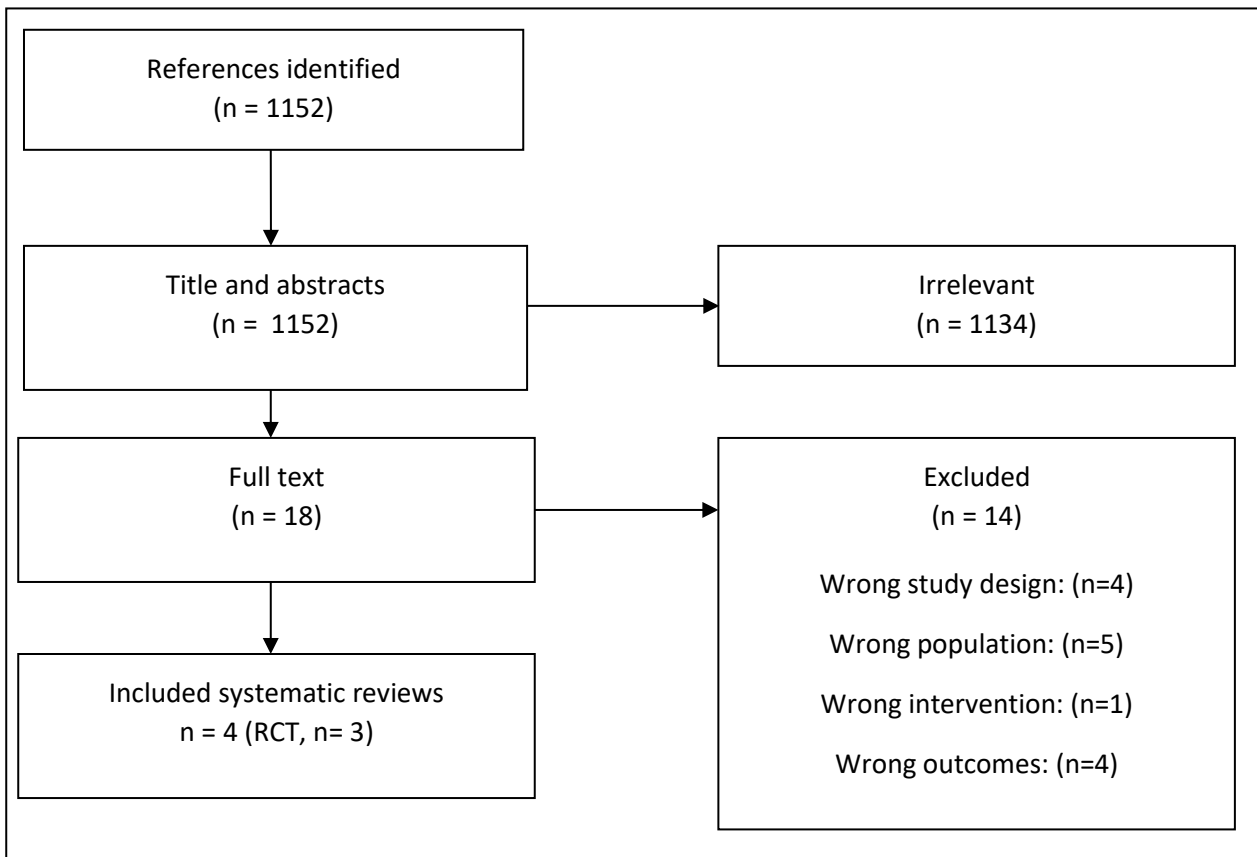 References identified
(n = 1152)
Title and abstracts
(n =  1152)
Irrelevant
(n = 1134)
Full text
(n = 18)
Excluded
(n = 14)
Wrong study design: (n=4)
Wrong population: (n=5)
Wrong intervention: (n=1)
Wrong outcomes: (n=4)
Included systematic reviews
n = 4 (RCT, n= 3)